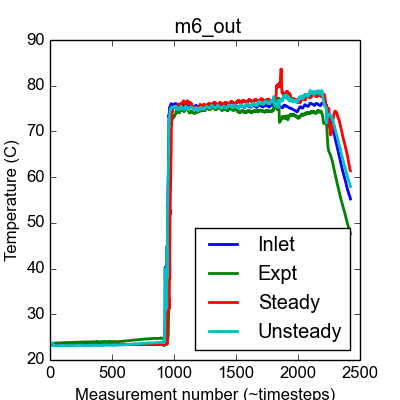 m6_out
90
80
70
60
50
40
30
20
Temperature (C)
Inlet
Expt
Steady
Unsteady
0 500 1000 1500 2000 2500
Measurement number (~timesteps)